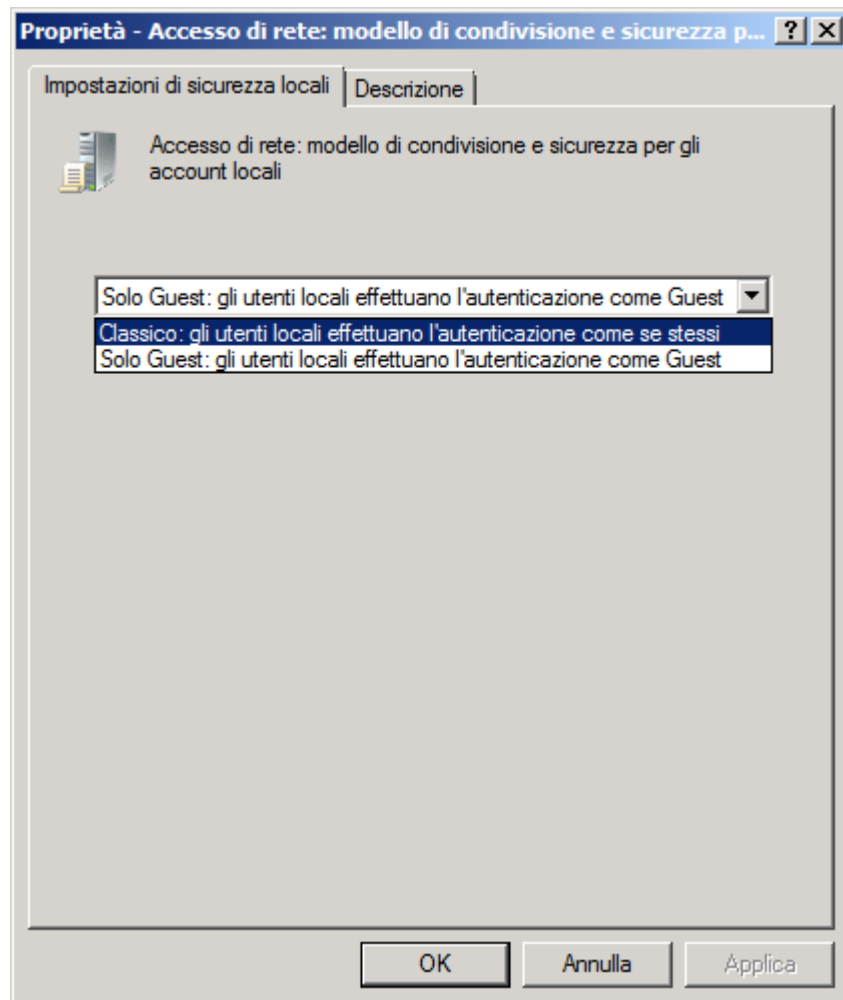 Proprietà - Accesso di rete: modello di condivisione e sicurezza p...
Impostazioni di sicurezza locali
Descrizione
Accesso di rete: modello di condivisione e sicurezza per gli
account locali
Solo Guest: gli utenti locali effettuano l'autenticazione come Guest
Classico: gli utenti locali effettuano l'autenticazione come se stessi
Solo Guest: gli utenti locali effettuano l'autenticazione come Guest
OK
Annulla
Applica